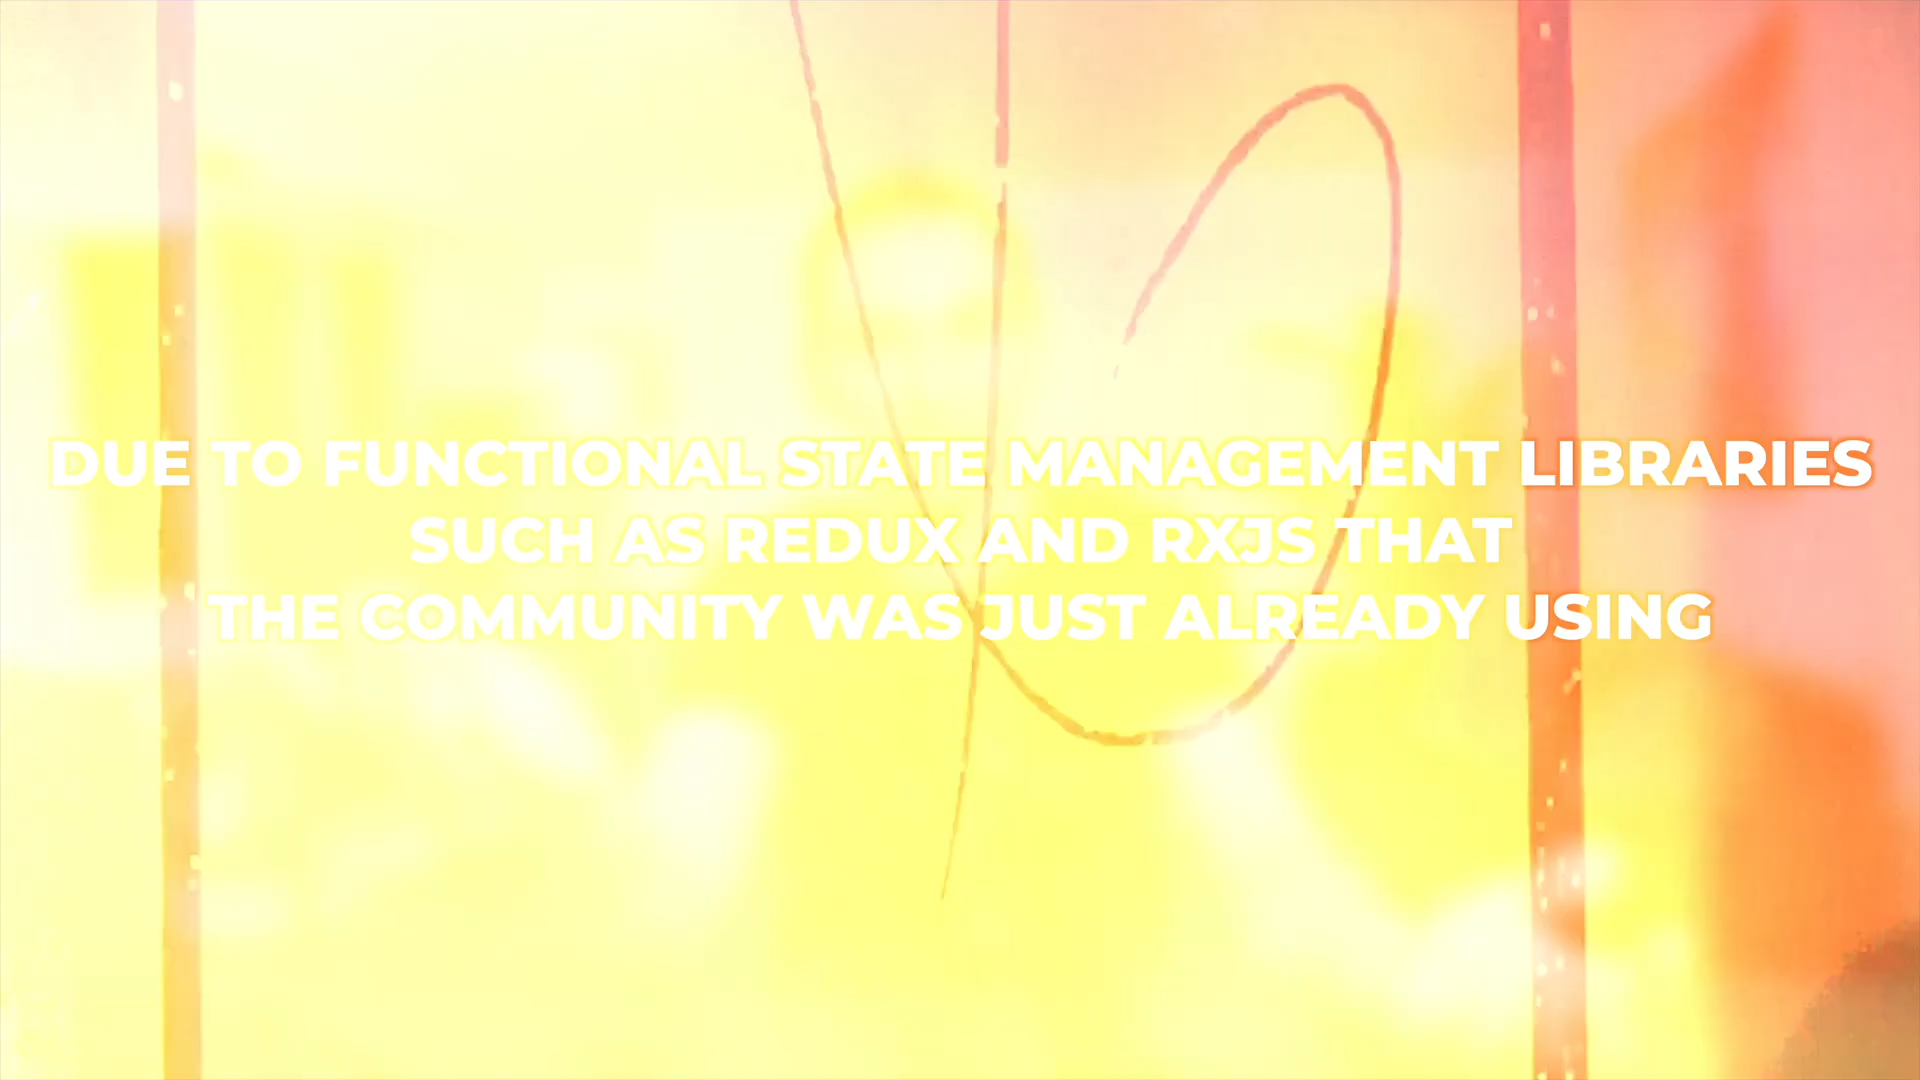 DUE TO FUNCTIONAL STATE MANAGEMENT LIBRARIES
SUCH AS REDUX AND RXJS THAT
THE COMMUNITY WAS JUST ALREADY USING